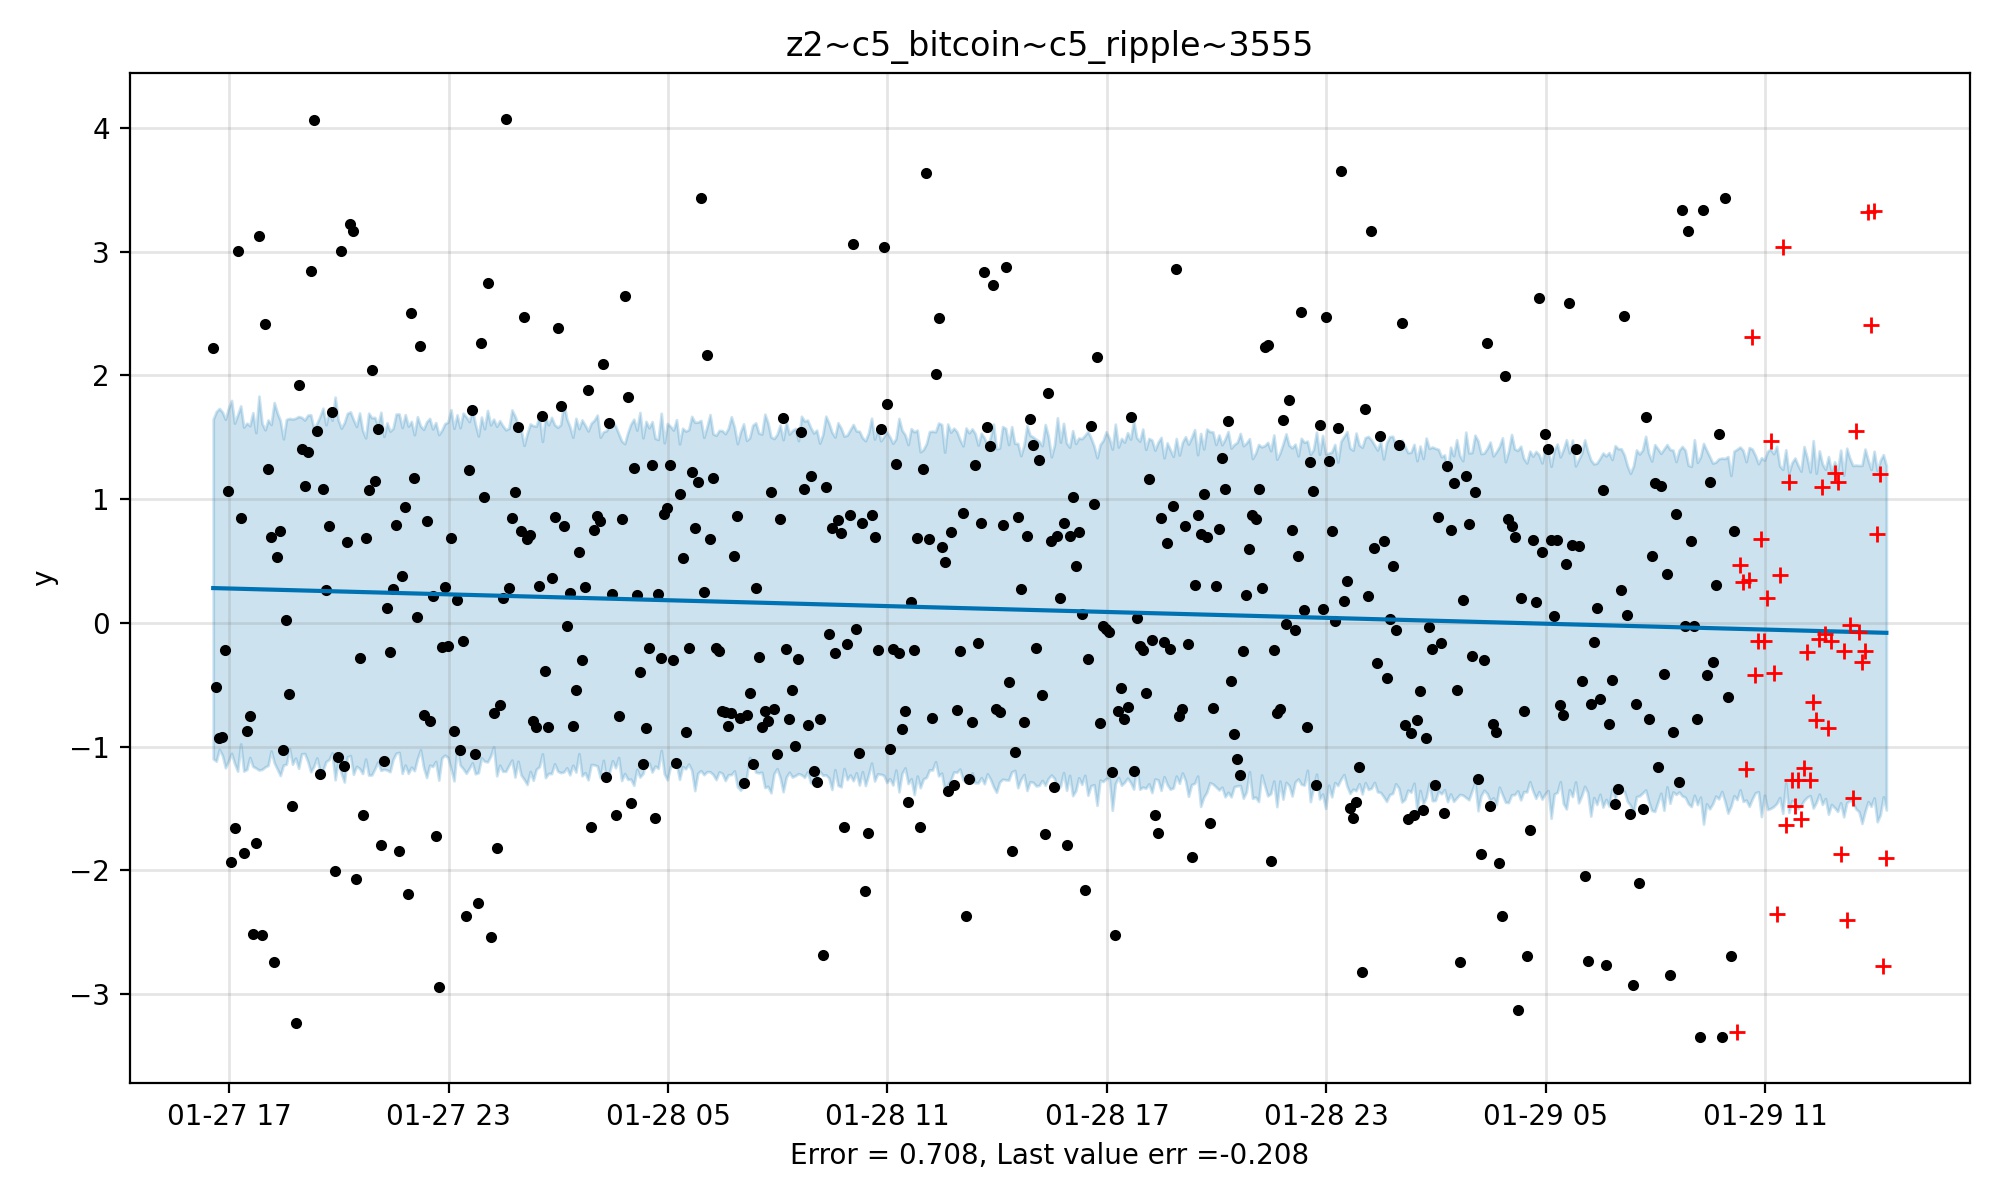 z2~c5_bitcoin~c5_ripple~3555
y
4
3
2
1
0
−1
−2
−3
01-27 17 01-27 23 01-28 05 01-28 11 01-28 17 01-28 23 01-29 05 01-29 11
Error = 0.708, Last value err =-0.208